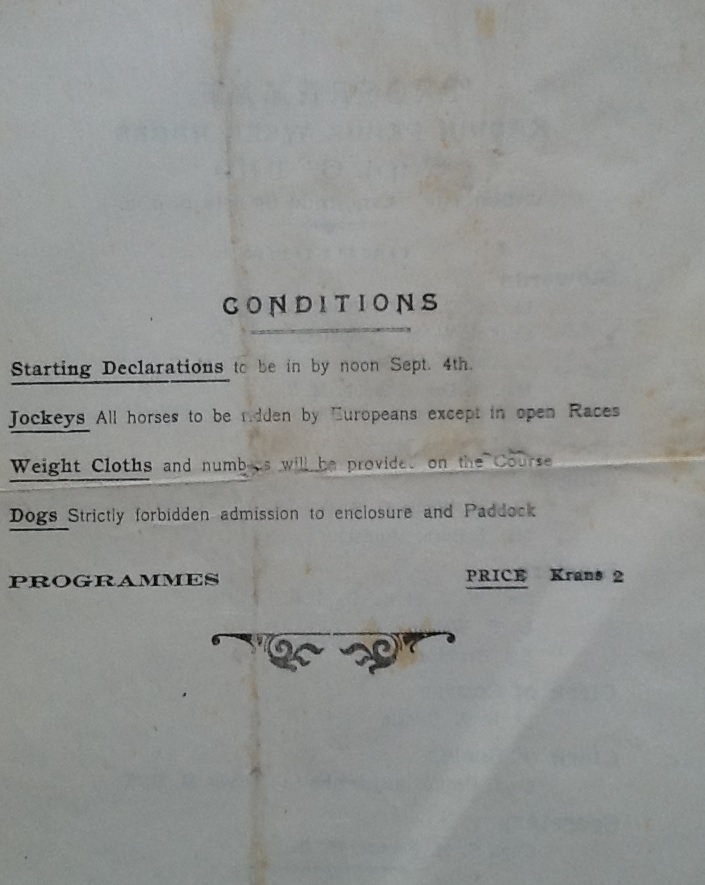 CONDITIONS
Starting Declarations to be in by noon Sept. 4th.
Jockeys All horses to be ridden by Europeans except in open Races
Weight Cloths and numbers will be provided on the Course
Dogs Strictly forbidden admission to enclosure and Paddock
PROGRAMMES PRICE Krans 2